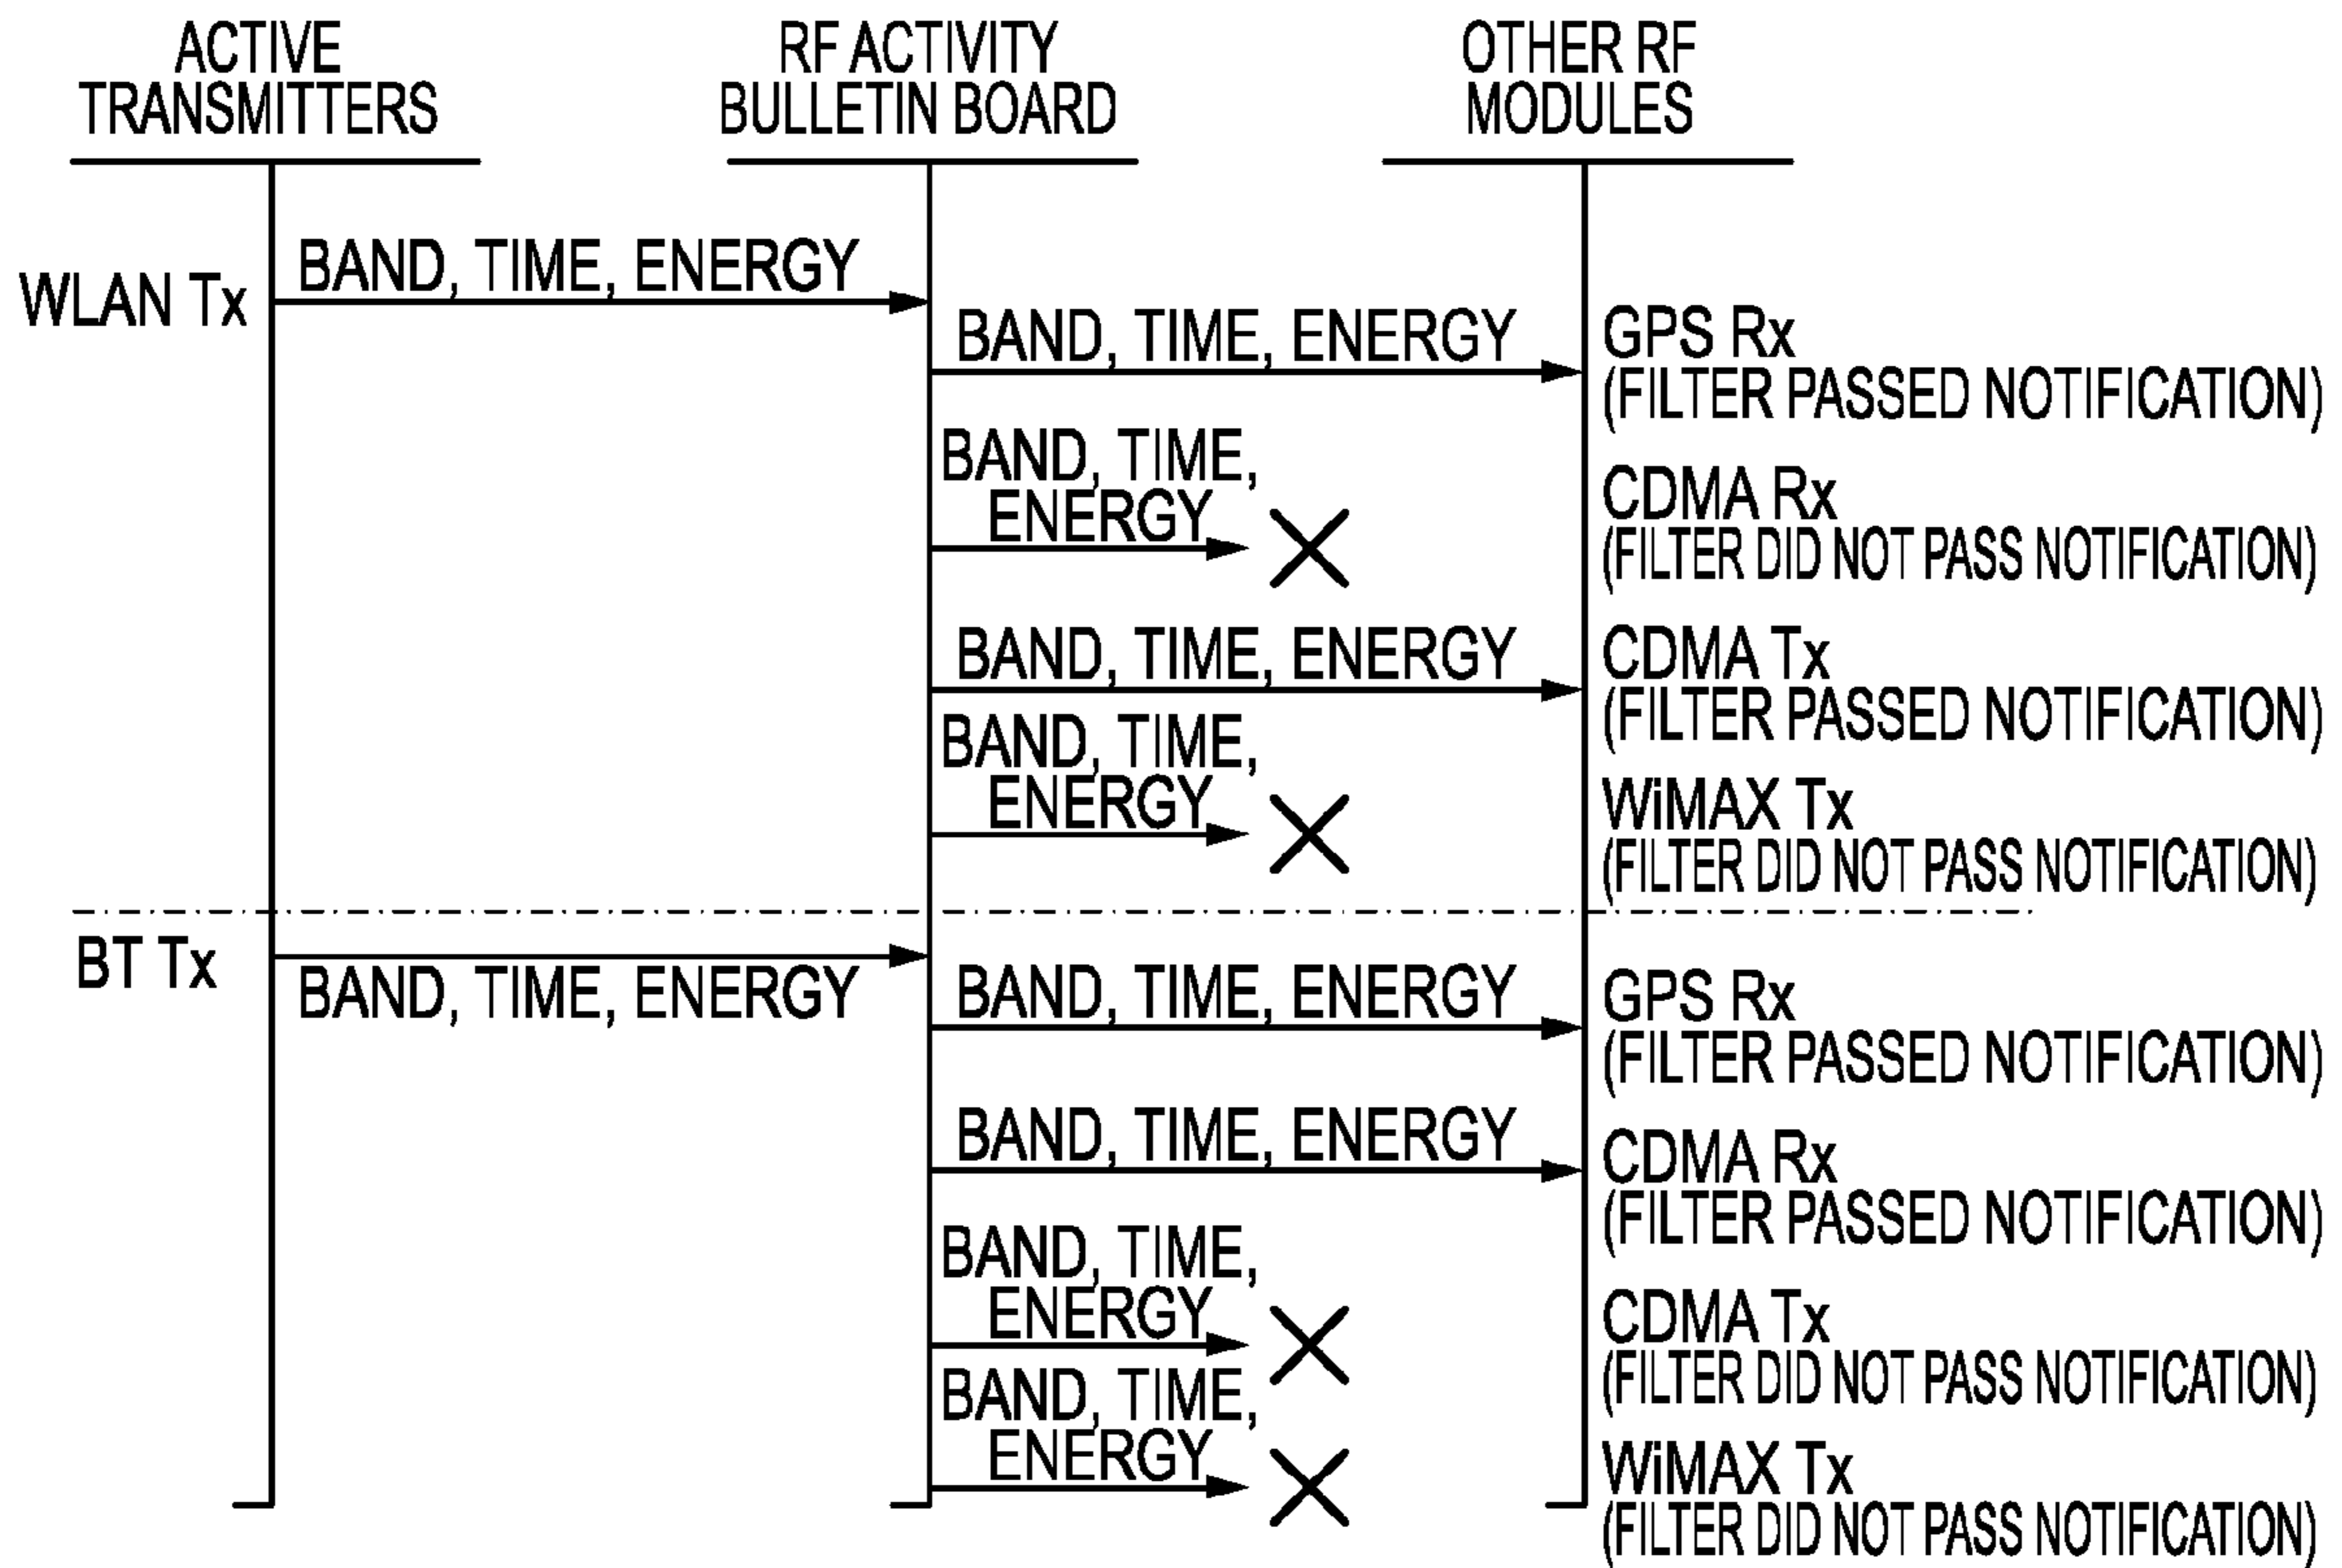 ACTIVE
TRANSMITTERS
RF ACTIVITY
BULLETIN BOARD
OTHER RF
MODULES
WLAN Tx
BAND, TIME, ENERGY
BAND, TIME, ENERGY
GPS Rx
(FILTER PASSED NOTIFICATION)
BAND, TIME,
ENERGY
CDMA Rx
(FILTER DID NOT PASS NOTIFICATION)
BAND, TIME, ENERGY
CDMA Tx
(FILTER PASSED NOTIFICATION)
BAND, TIME,
ENERGY
WiMAX Tx
(FILTER DID NOT PASS NOTIFICATION)
BT Tx
BAND, TIME, ENERGY
BAND, TIME, ENERGY
GPS Rx
(FILTER PASSED NOTIFICATION)
BAND, TIME, ENERGY
CDMA Rx
(FILTER PASSED NOTIFICATION)
BAND, TIME,
ENERGY
CDMA Tx
(FILTER DID NOT PASS NOTIFICATION)
BAND, TIME,
ENERGY
WiMAX Tx
(FILTER DID NOT PASS NOTIFICATION)